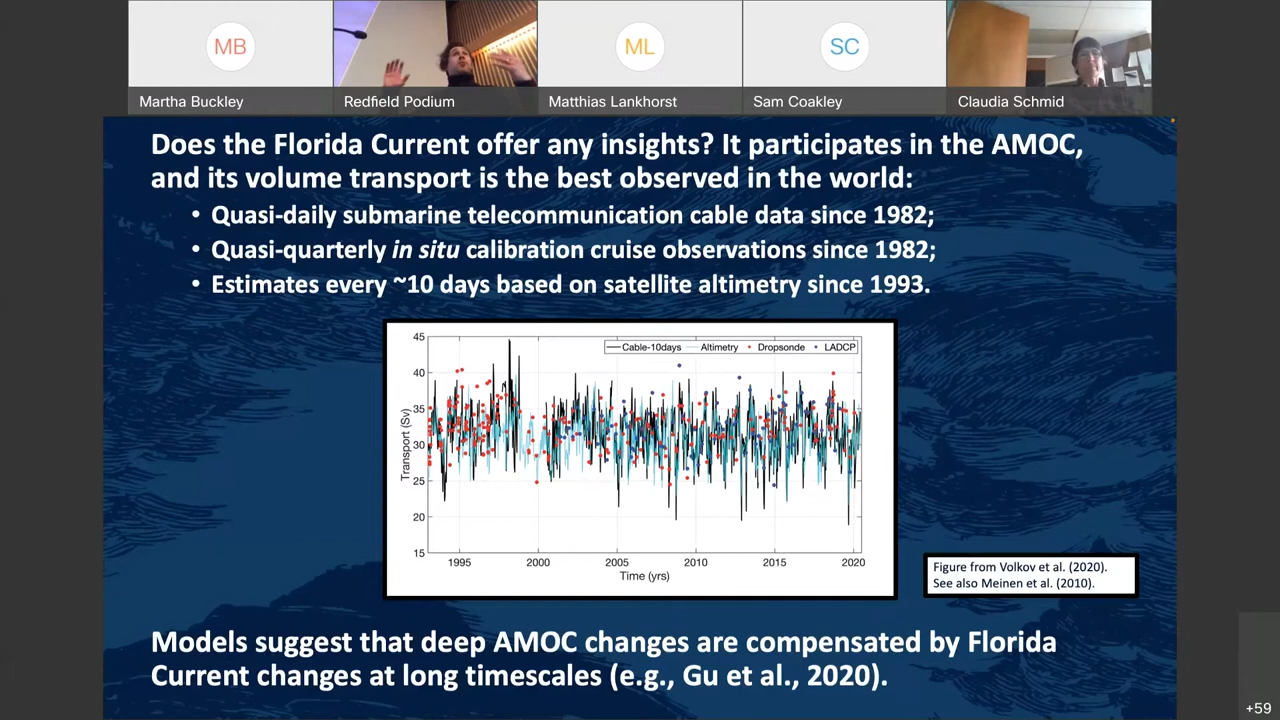 MB
ML
SC
Martha Buckley
Redfield Podium
Matthias Lankhorst
Sam Coakley
Claudia Schmid
Does the Florida Current offer any insights? It participates in the AMOC,
and its volume transport is the best observed in the world:
• Quasi-daily submarine telecommunication cable data since 1982;
• Quasi-quarterly in situ calibration cruise observations since 1982;
• Estimates every ~10 days based on satellite altimetry since 1993.
Cable-10days Altimetry Dropsonde LADCP
Transport (Sv)
45
40
35
30
25
20
15
1995 2000 2005 2010 2015 2020
Time (yrs)
Figure from Volkov et al. (2020).
See also Meinen et al. (2010).
Models suggest that deep AMOC changes are compensated by Florida
Current changes at long timescales (e.g., Gu et al., 2020).
+59